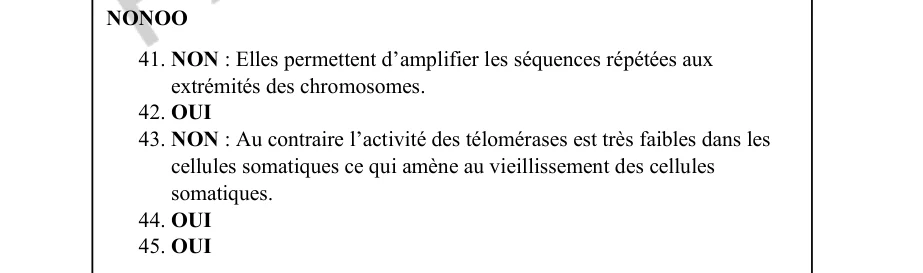 NONOO
41. NON : Elles permettent d’amplifier les séquences répétées aux
extrémités des chromosomes.
42. OUI
43. NON : Au contraire l’activité des télomérases est très faibles dans les
cellules somatiques ce qui amène au vieillissement des cellules
somatiques.
44. OUI
45. OUI